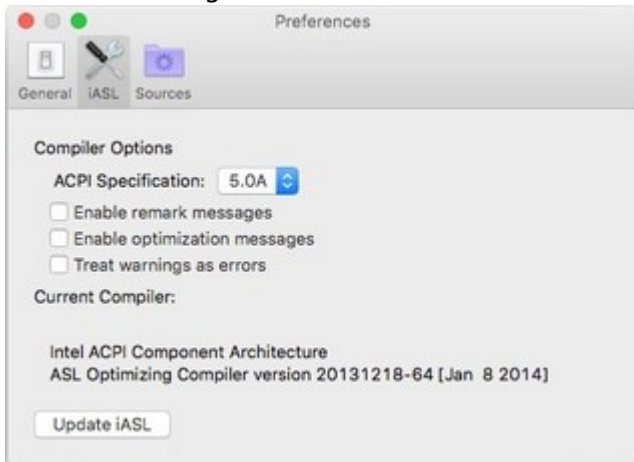 Preferences
General iASL Sources
Compiler Options
ACPI Specification: 5.0A
Enable remark messages
Enable optimization messages
Treat warnings as errors
Current Compiler:
Intel ACPI Component Architecture
ASL Optimizing Compiler version 20131218-64 [Jan 8 2014]
Update iASL